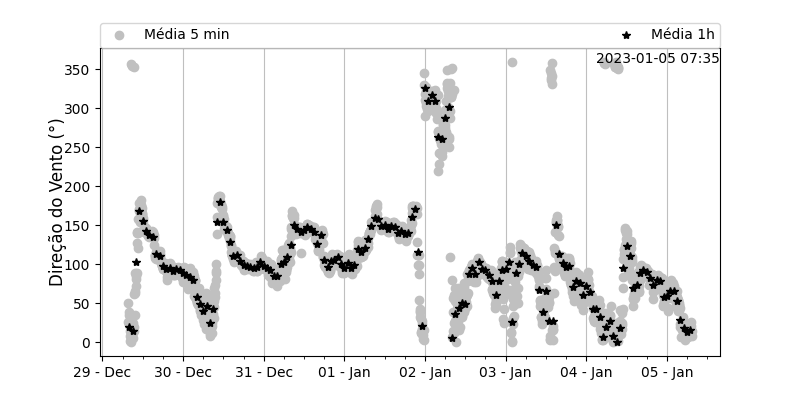 Média 5 min
Média 1h
2023-01-05 07:35
Direção do Vento (°)
350
300
250
200
150
100
50
0
29 - Dec
30 - Dec
31 - Dec
01 - Jan
02 - Jan
03 - Jan
04 - Jan
05 - Jan